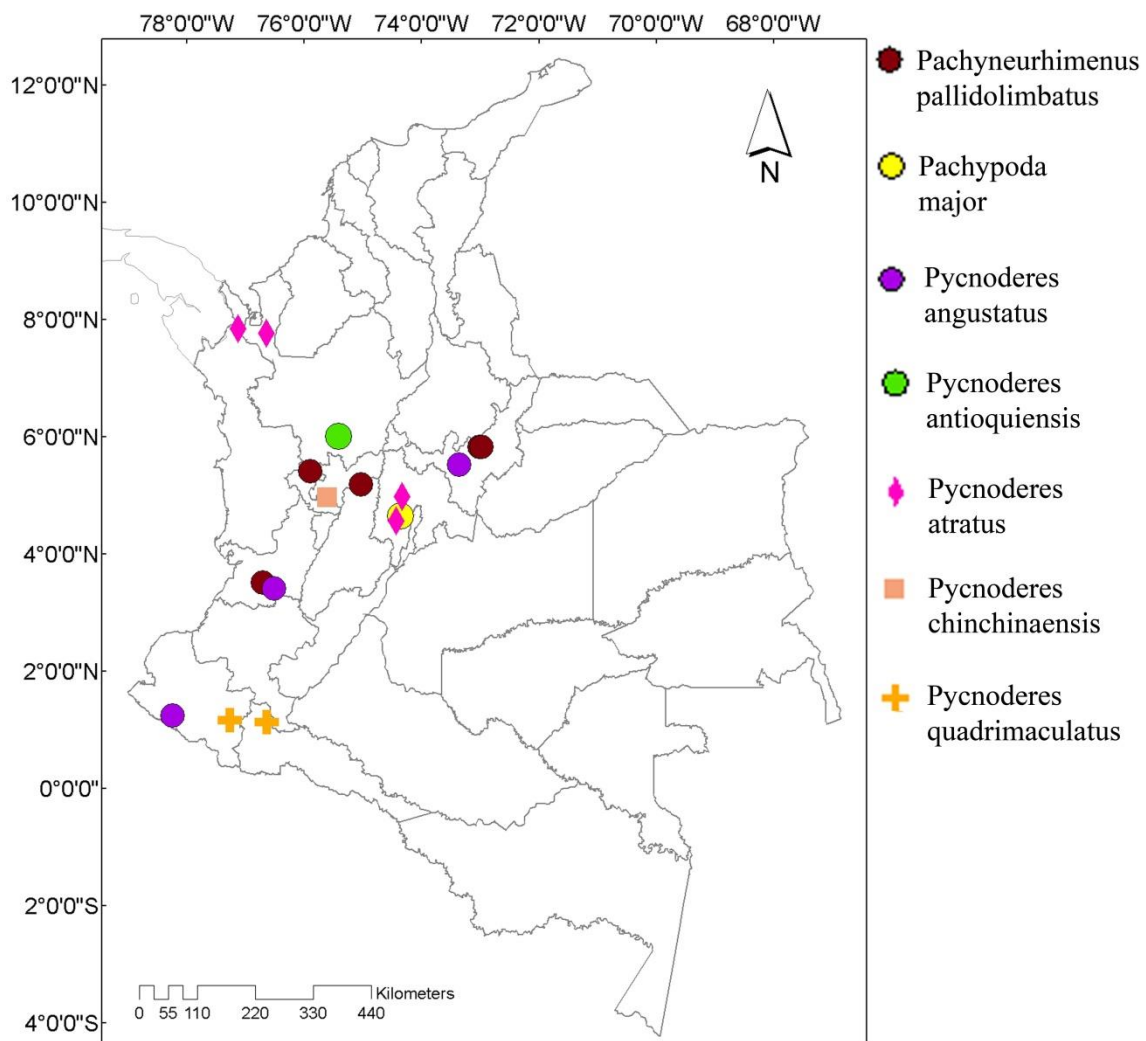 78°0'0"W 76°0'0"W 74°0'0"W 72°0'0"W 70°0'0"W 68°0'0"W
12°0'0"N
10°0'0"N
8°0'0"N
6°0'0"N
4°0'0"N
2°0'0"N
0°0'0"
2°0'0"S
4°0'0"S
N
Kilometers
0 55 110 220 330 440
Pachyneurhimenus
pallidolimbatus
Pachypoda
major
Pycnoderes
angustatus
Pycnoderes
antioquiensis
Pycnoderes
atratus
Pycnoderes
chinchinaensis
Pycnoderes
quadrimaculatus